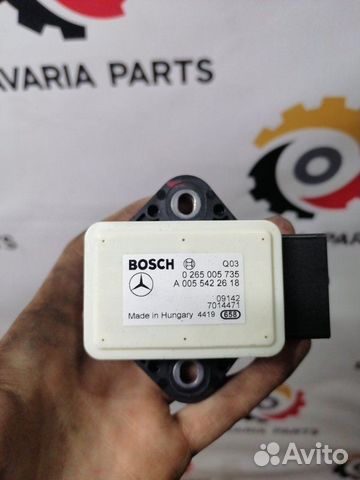 AVARIA PARTS
BOSCH
Q03
0 265 005 735
A 005 542 26 18
09142
7014471
Made in Hungary 4419 658
Avito